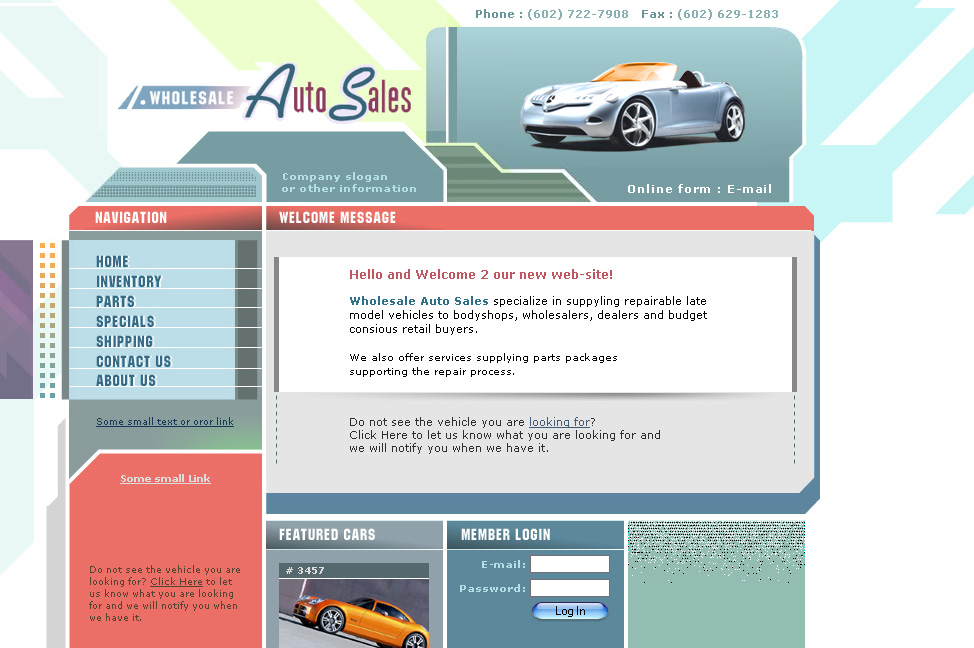 Phone : (602) 722-7908 Fax : (602) 629-1283
WHOLESALE Auto Sales
Company slogan
or other information
Online form : E-mail
NAVIGATION
HOME
INVENTORY
PARTS
SPECIALS
SHIPPING
CONTACT US
ABOUT US
Some small text or oror link
Some small Link
Do not see the vehicle you are
looking for? Click Here to let
us know what you are looking
for and we will notify you when
we have it.
WELCOME MESSAGE
Hello and Welcome 2 our new web-site!
Wholesale Auto Sales specialize in suppyling repairable late
model vehicles to bodyshops, wholesalers, dealers and budget
consious retail buyers.
We also offer services supplying parts packages
supporting the repair process.
Do not see the vehicle you are looking for?
Click Here to let us know what you are looking for and
we will notify you when we have it.
FEATURED CARS
# 3457
MEMBER LOGIN
E-mail:
Password:
Log In